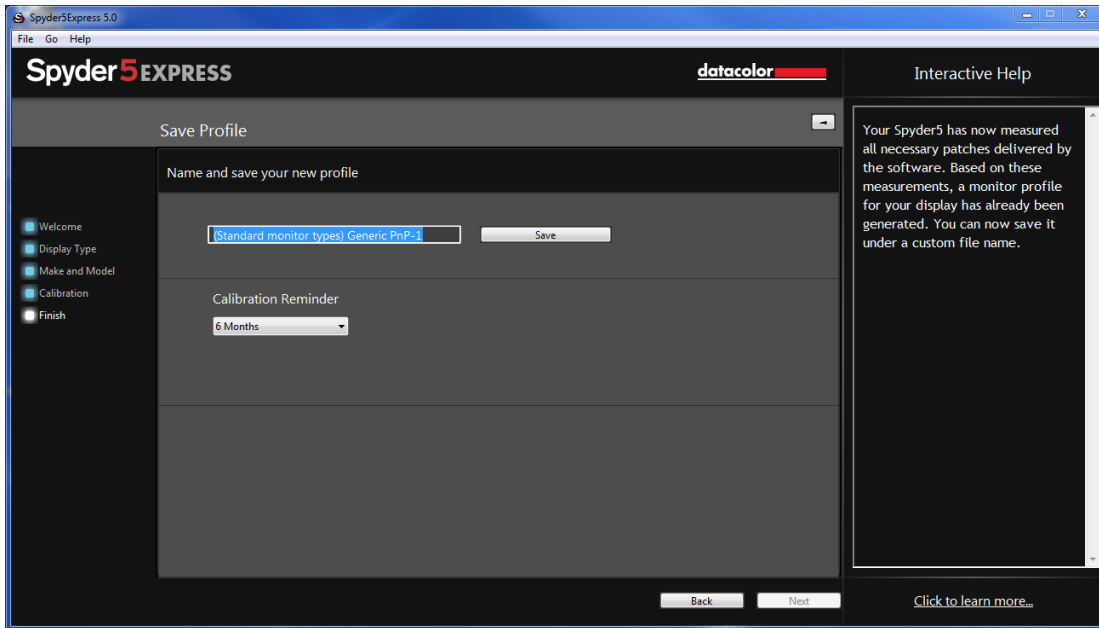 Spyder5Express 5.0
File Go Help
Spyder5EXPRESS
datacolor
Interactive Help
Save Profile
Name and save your new profile
Welcome
Display Type
Make and Model
Calibration
Finish
(Standard monitor types) Generic PnP-1
Save
Calibration Reminder
6 Months
Your Spyder5 has now measured
all necessary patches delivered by
the software. Based on these
measurements, a monitor profile
for your display has already been
generated. You can now save it
under a custom file name.
Back
Next
Click to learn more...